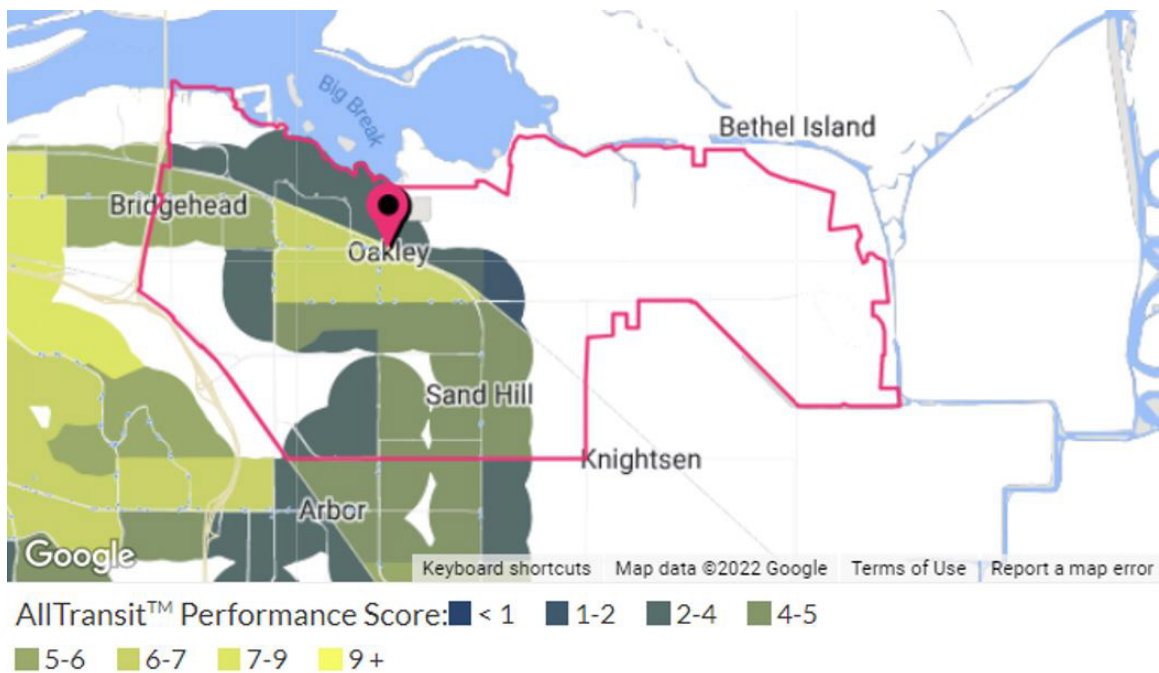 Big Break
Bethel Island
Bridgehead
Oakley
Sand Hill
Knightsen
Arbor
Google
Keyboard shortcuts Map data ©2022 Google Terms of Use Report a map error
AllTransit™ Performance Score: < 1 1-2 2-4 4-5
5-6 6-7 7-9 9 +